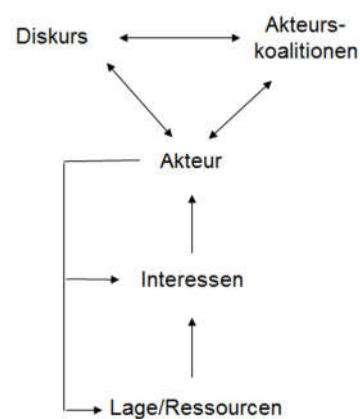 Diskurs
Akteurs-
koalitionen
Akteur
Interessen
Lage/Ressourcen